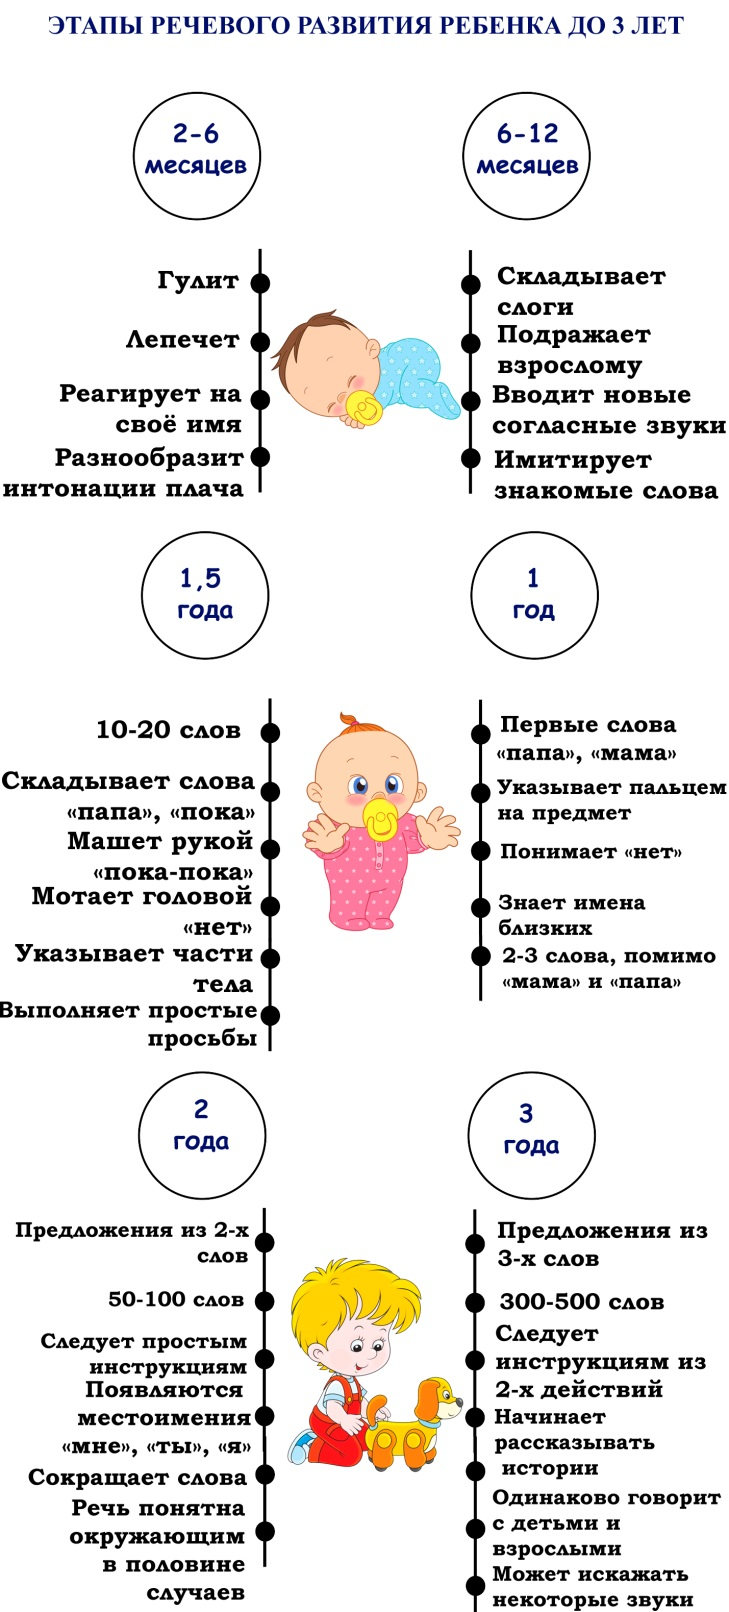 ЭТАПЫ РЕЧЕВОГО РАЗВИТИЯ РЕБЕНКА ДО 3 ЛЕТ
2-6
месяцев
Гулит
Лепечет
Реагирует на
своё имя
Разнообразит
интонации плача
6-12
месяцев
Складывает
слоги
Подражает
взрослому
Вводит новые
согласные звуки
Имитирует
знакомые слова
1,5
года
10-20 слов
Складывает слова
«папа», «пока»
Машет рукой
«пока-пока»
Мотает головой
«нет»
Указывает части
тела
Выполняет простые
просьбы
1
год
Первые слова
«папа», «мама»
Указывает пальцем
на предмет
Понимает «нет»
Знает имена
близких
2-3 слова, помимо
«мама» и «папа»
2
года
Предложения из 2-х
слов
50-100 слов
Следует простым
инструкциям
Появляются
местоимения
«мне», «ты», «я»
Сокращает слова
Речь понятна
окружающим
в половине
случаев
3
года
Предложения из
3-х слов
300-500 слов
Следует
инструкциям из
2-х действий
Начинает
рассказывать
истории
Одинаково говорит
с детьми и
взрослыми
Может искажать
некоторые звуки